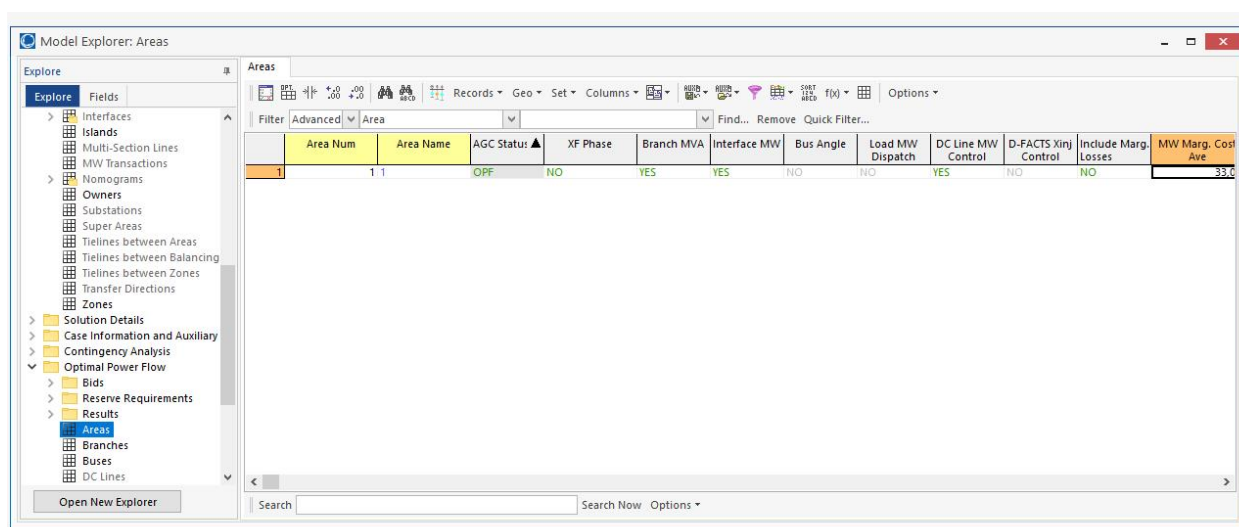 Model Explorer: Areas
Explore
Explore Fields
Interfaces
Islands
Multi-Section Lines
MW Transactions
Nomograms
Owners
Substations
Super Areas
Tielines between Areas
Tielines between Balancing
Tielines between Zones
Transfer Directions
Zones
Solution Details
Case Information and Auxiliary
Contingency Analysis
Optimal Power Flow
Bids
Reserve Requirements
Results
Areas
Branches
Buses
DC Lines
Open New Explorer
Areas
Records Geo Set Columns f(x) Options
Filter Advanced Area Find... Remove Quick Filter...
Area Num Area Name AGC Status XF Phase Branch MVA Interface MW Bus Angle Load MW Dispatch DC Line MW Control D-FACTS Xinj Control Include Marg. Losses MW Marg. Cost Ave
1 1 1 OPF NO YES YES NO NO YES NO NO 33,0
Search Search Now Options